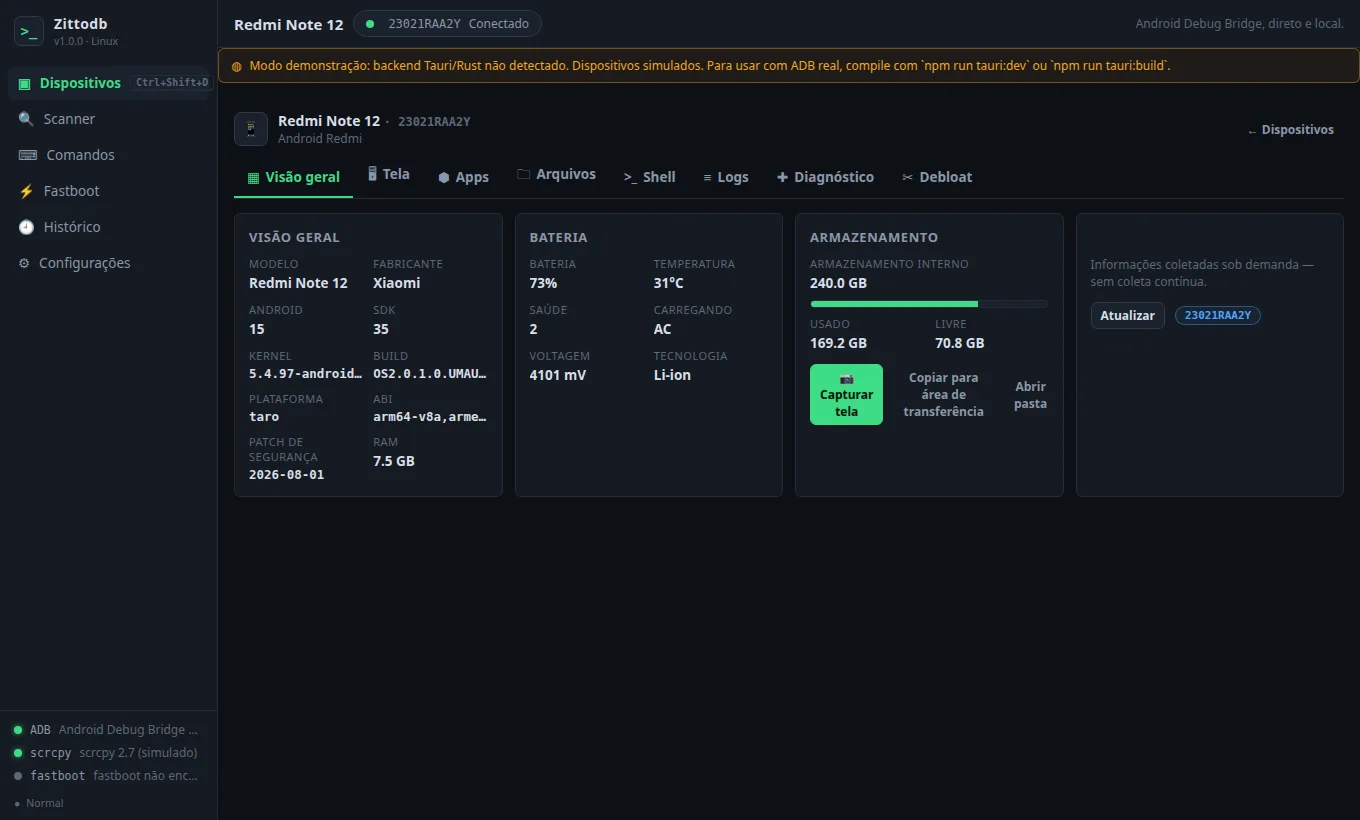 >_ Zittodb
v1.0.0 · Linux
Dispositivos Ctrl+Shift+D
Scanner
Comandos
Fastboot
Histórico
Configurações
ADB Android Debug Bridge ...
scrcpy scrcpy 2.7 (simulado)
fastboot fastboot não enc...
Normal
Redmi Note 12 23021RAA2Y Conectado
Android Debug Bridge, direto e local.
Modo demonstração: backend Tauri/Rust não detectado. Dispositivos simulados. Para usar com ADB real, compile com `npm run tauri:dev` ou `npm run tauri:build`.
Redmi Note 12 · 23021RAA2Y
Android Redmi
← Dispositivos
Visão geral
Tela
Apps
Arquivos
>_ Shell
≡ Logs
Diagnóstico
Debloat
VISÃO GERAL
MODELO FABRICANTE
Redmi Note 12 Xiaomi
ANDROID SDK
15 35
KERNEL BUILD
5.4.97-android… OS2.0.1.0.UMAU…
PLATAFORMA ABI
taro arm64-v8a,arme…
PATCH DE RAM
SEGURANÇA 7.5 GB
2026-08-01
BATERIA
BATERIA TEMPERATURA
73% 31°C
SAÚDE CARREGANDO
2 AC
VOLTAGEM TECNOLOGIA
4101 mV Li-ion
ARMAZENAMENTO
ARMAZENAMENTO INTERNO
240.0 GB
USADO LIVRE
169.2 GB 70.8 GB
Capturar
tela
Copiar para
área de
transferência
Abrir
pasta
Informações coletadas sob demanda —
sem coleta contínua.
Atualizar 23021RAA2Y